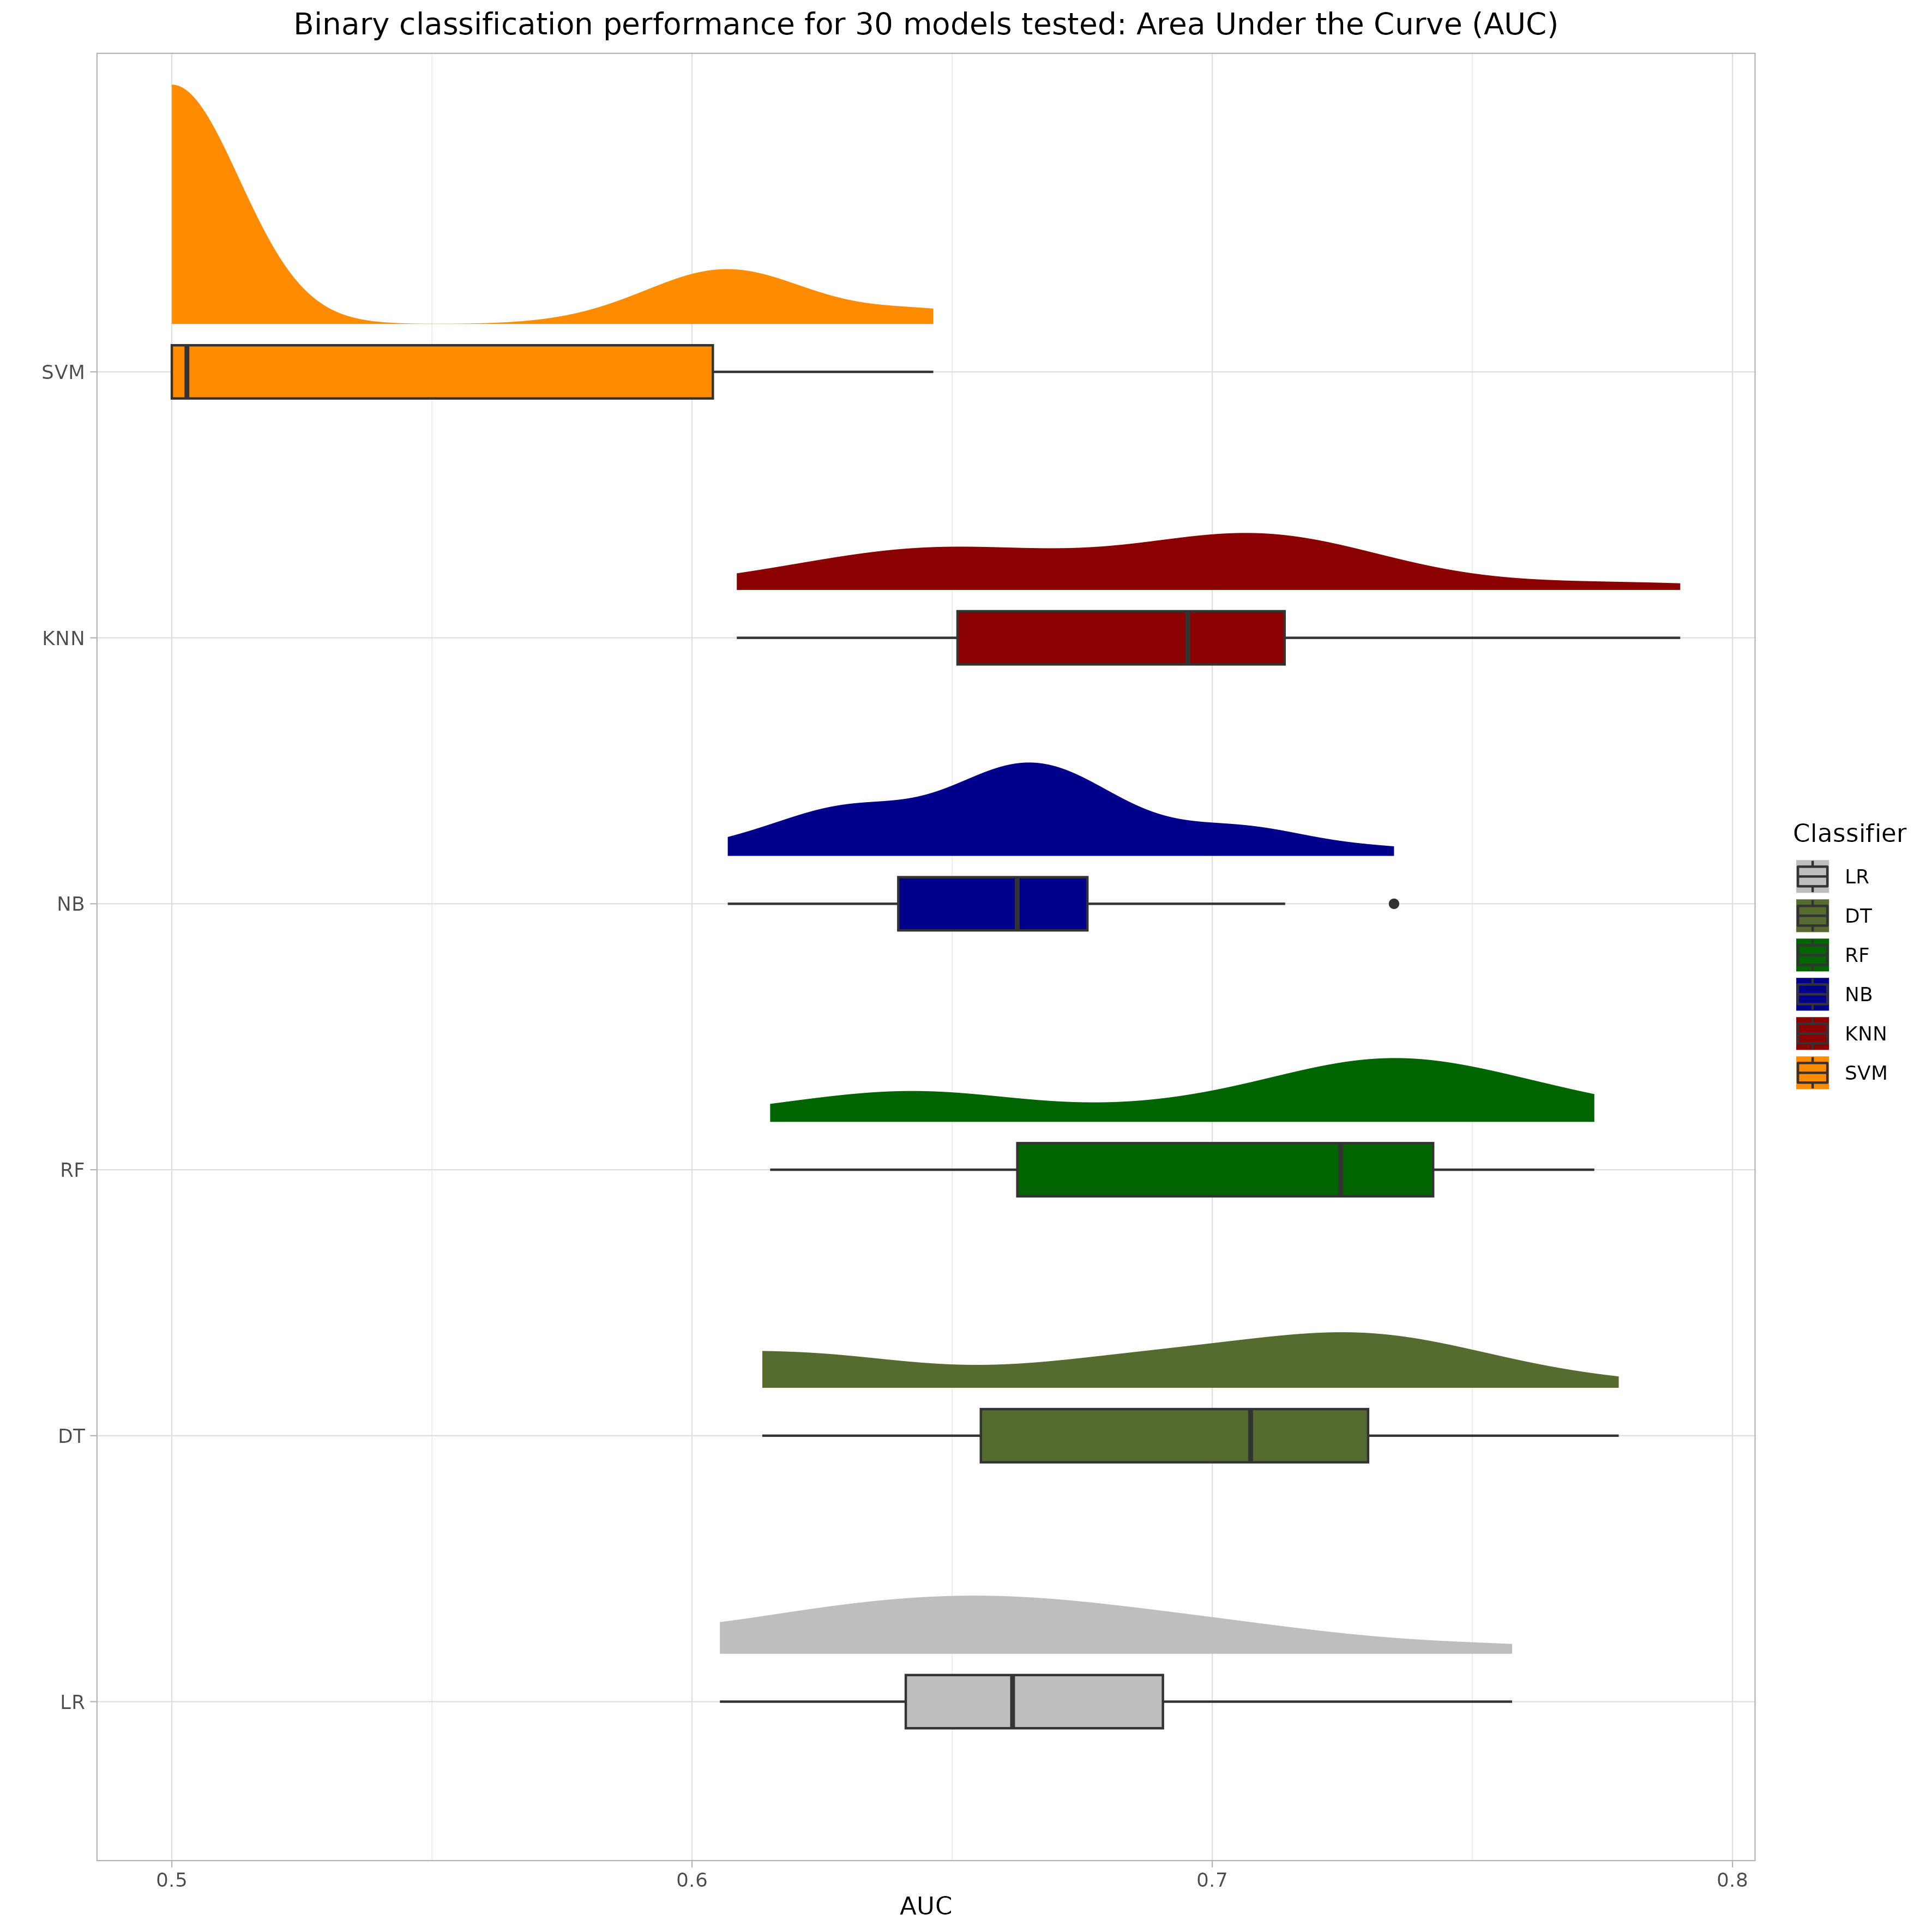 Binary classification performance for 30 models tested: Area Under the Curve (AUC)
SVM
KNN
NB
RF
DT
LR
0.5 0.6 0.7 0.8
AUC
Classifier
LR
DT
RF
NB
KNN
SVM